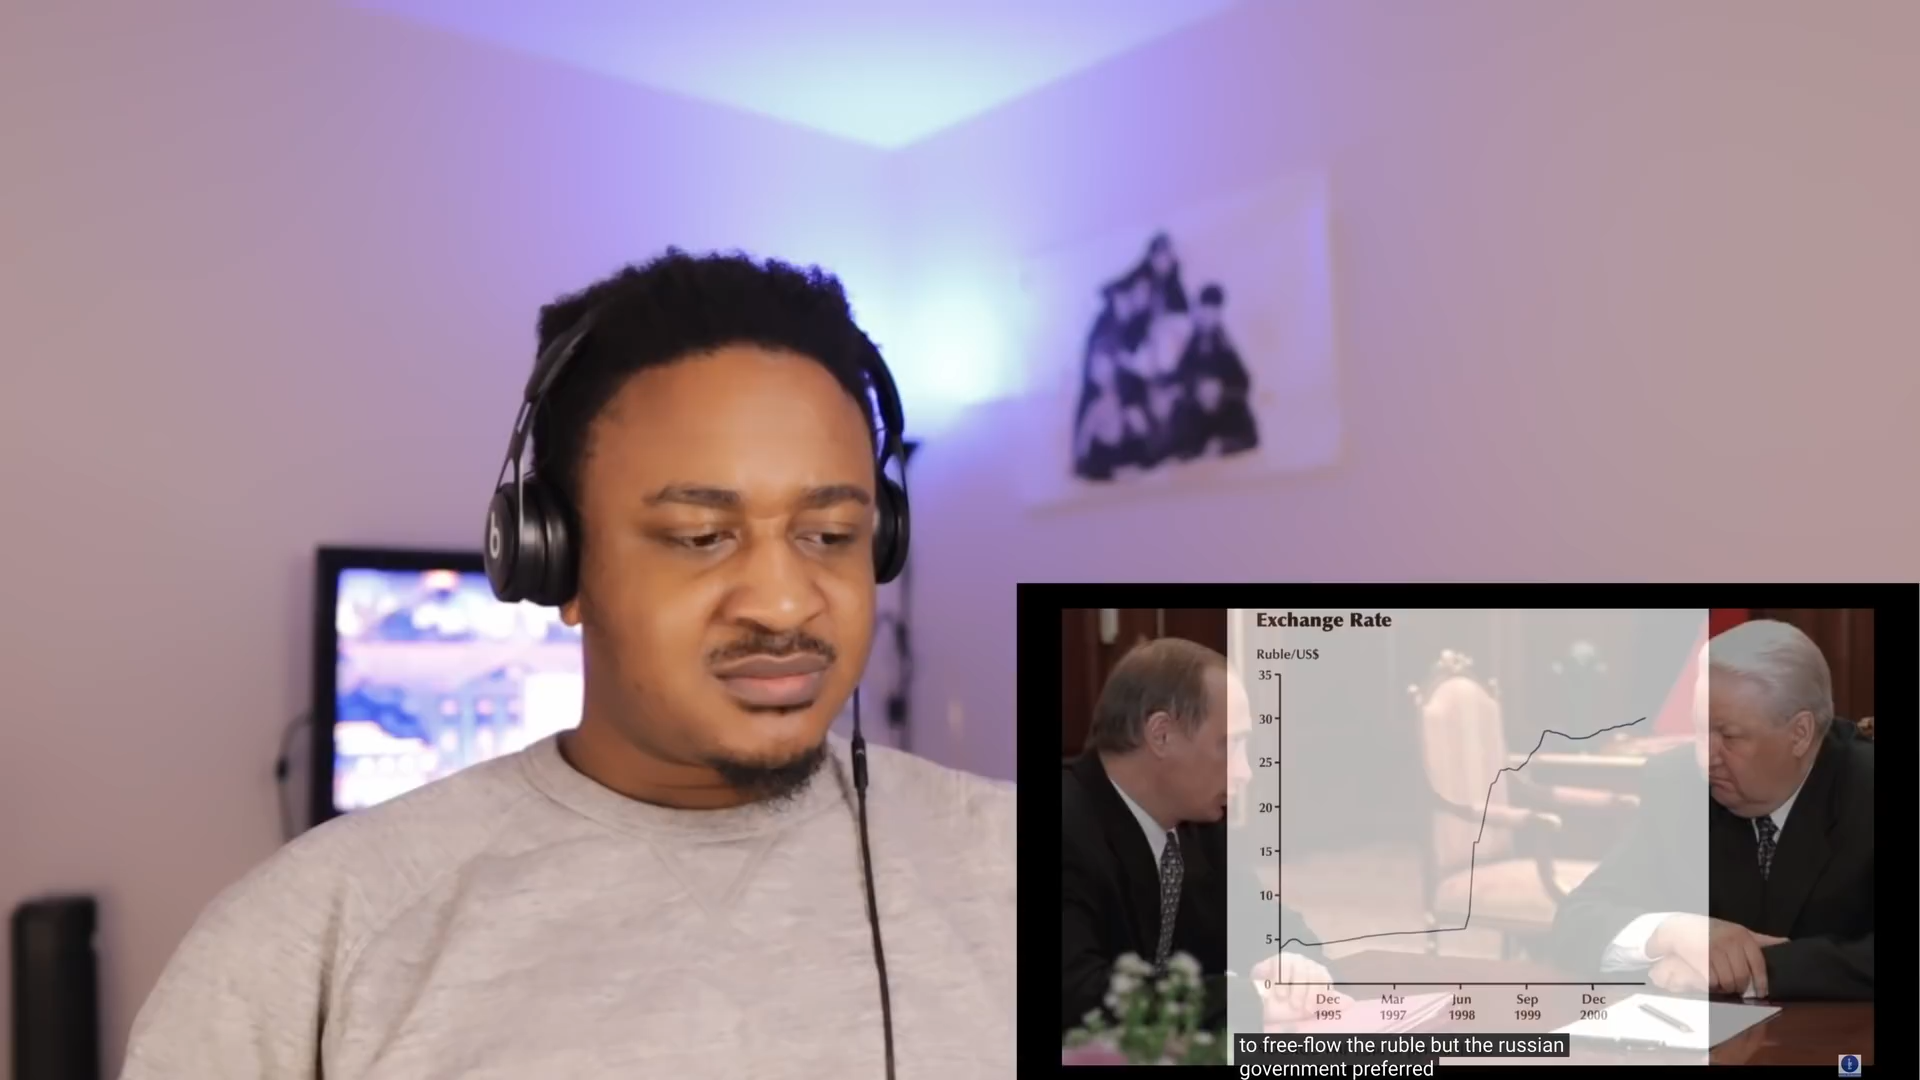 Exchange Rate
Ruble/US$
35
30
25
20
15
10
5
0
Dec Mar Jun Sep Dec
1995 1997 1998 1999 2000
to free-flow the ruble but the russian
government preferred
b